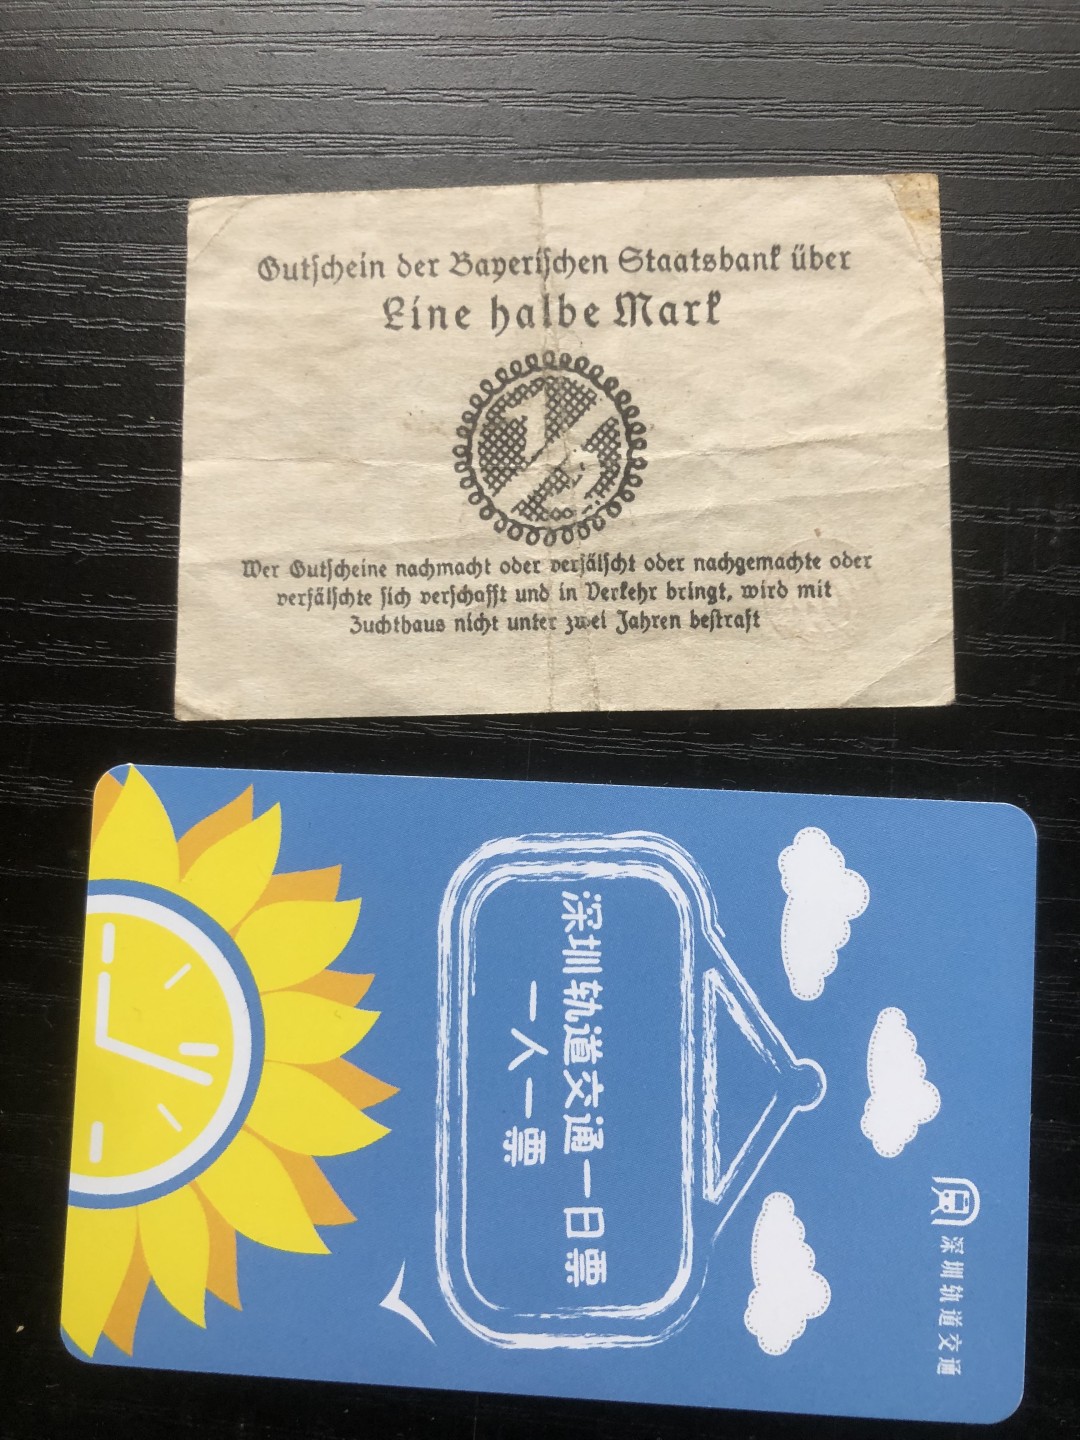 Gutschein der Bayerischen Staatsbank über
Eine halbe Mark
½
Wer Gutscheine nachmacht oder verfälscht oder nachgemachte oder
verfälschte sich verschafft und in Verkehr bringt, wird mit
Zuchthaus nicht unter zwei Jahren bestraft
深圳轨道交通一日票
一人一票
深圳轨道交通